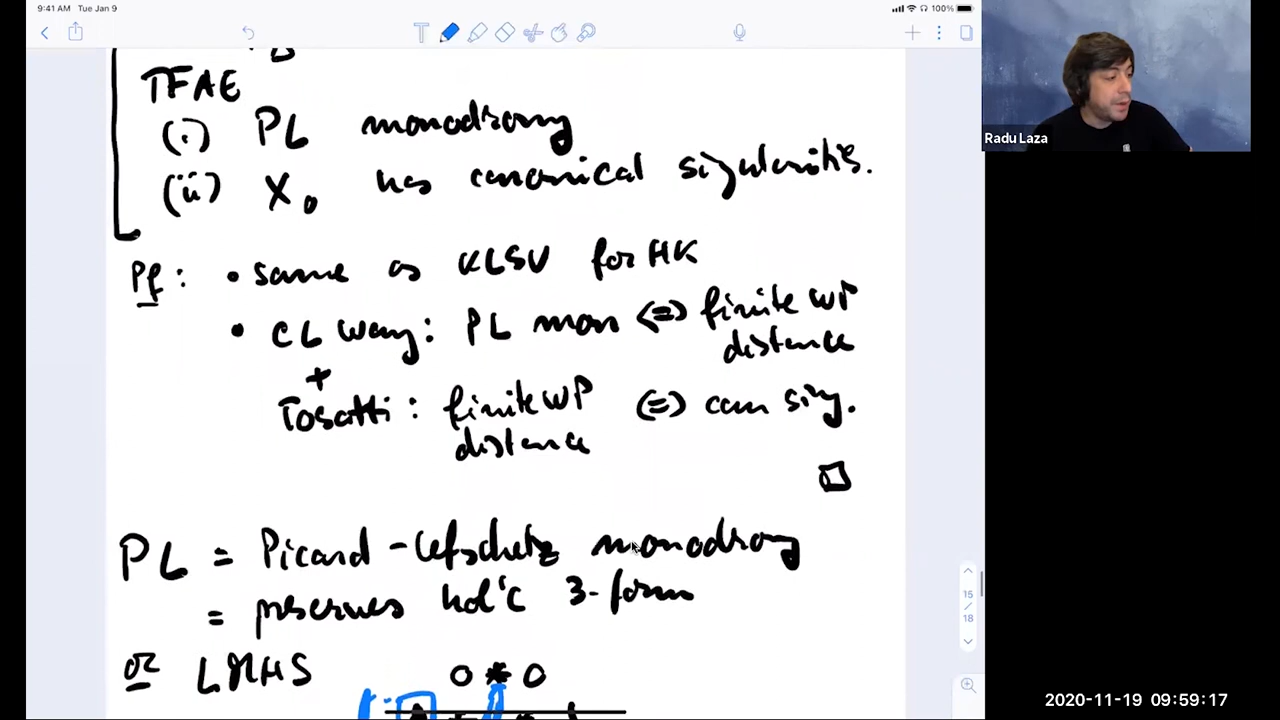 9:41 AM Tue Jan 9
100%
TFAE
(i) PL monodromy
(ii) X₀ has canonical singularities.
Pf: • same as KLSV for HK
• CL Wang: PL mon <=> finite WP
distance
+
Tosatti: finite WP <=> can sing.
distance
□
PL = Picard-Lefschetz monodromy
= preserves hol'c 3-form
or LMHS 0 * 0
Radu Laza
15
/
18
2020-11-19 09:59:17